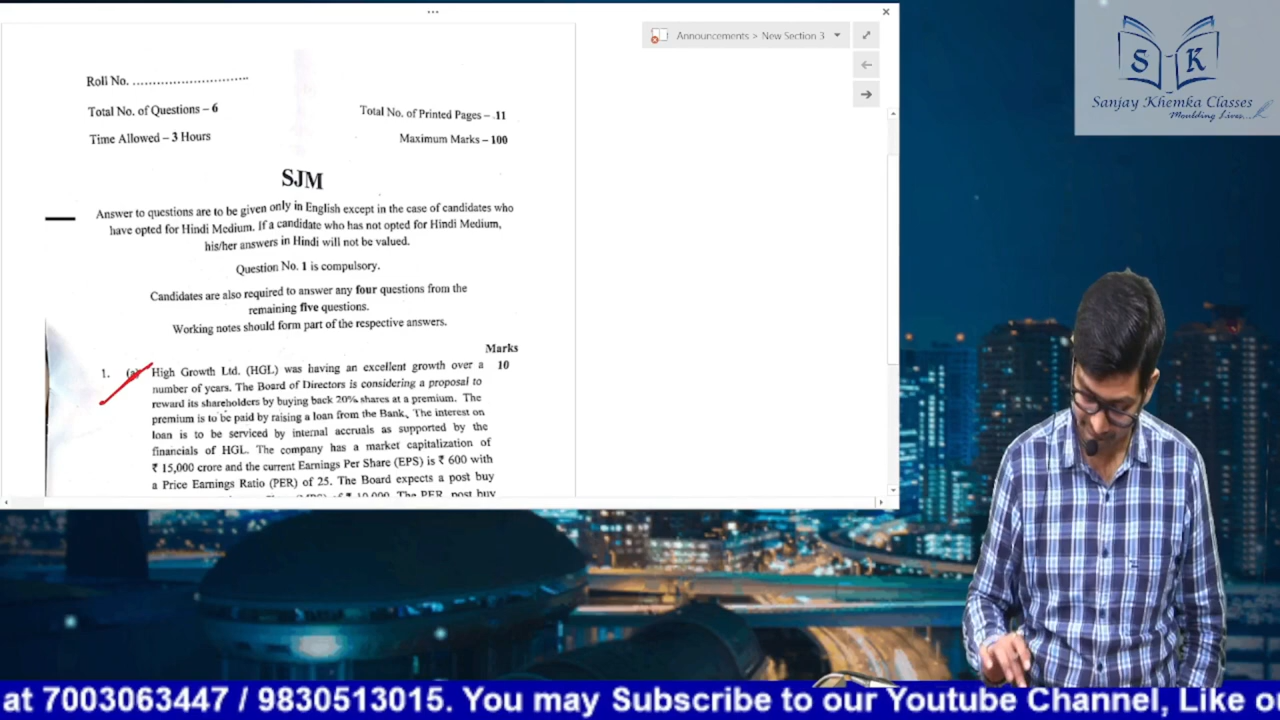 Announcements > New Section 3
Roll No. ................................
Total No. of Questions – 6
Total No. of Printed Pages – 11
Time Allowed – 3 Hours
Maximum Marks – 100
SJM
Answer to questions are to be given only in English except in the case of candidates who
have opted for Hindi Medium. If a candidate who has not opted for Hindi Medium,
his/her answers in Hindi will not be valued.
Question No. 1 is compulsory.
Candidates are also required to answer any four questions from the
remaining five questions.
Working notes should form part of the respective answers.
Marks
1. (a) High Growth Ltd. (HGL) was having an excellent growth over a 10
number of years. The Board of Directors is considering a proposal to
reward its shareholders by buying back 20% shares at a premium. The
premium is to be paid by raising a loan from the Bank. The interest on
loan is to be serviced by internal accruals as supported by the
financials of HGL. The company has a market capitalization of
₹ 15,000 crore and the current Earnings Per Share (EPS) is ₹ 600 with
a Price Earnings Ratio (PER) of 25. The Board expects a post buy
₹ 10,000. The PER, post buy
S K
Sanjay Khemka Classes
Moulding Lives...
at 7003063447 / 9830513015. You may Subscribe to our Youtube Channel, Like